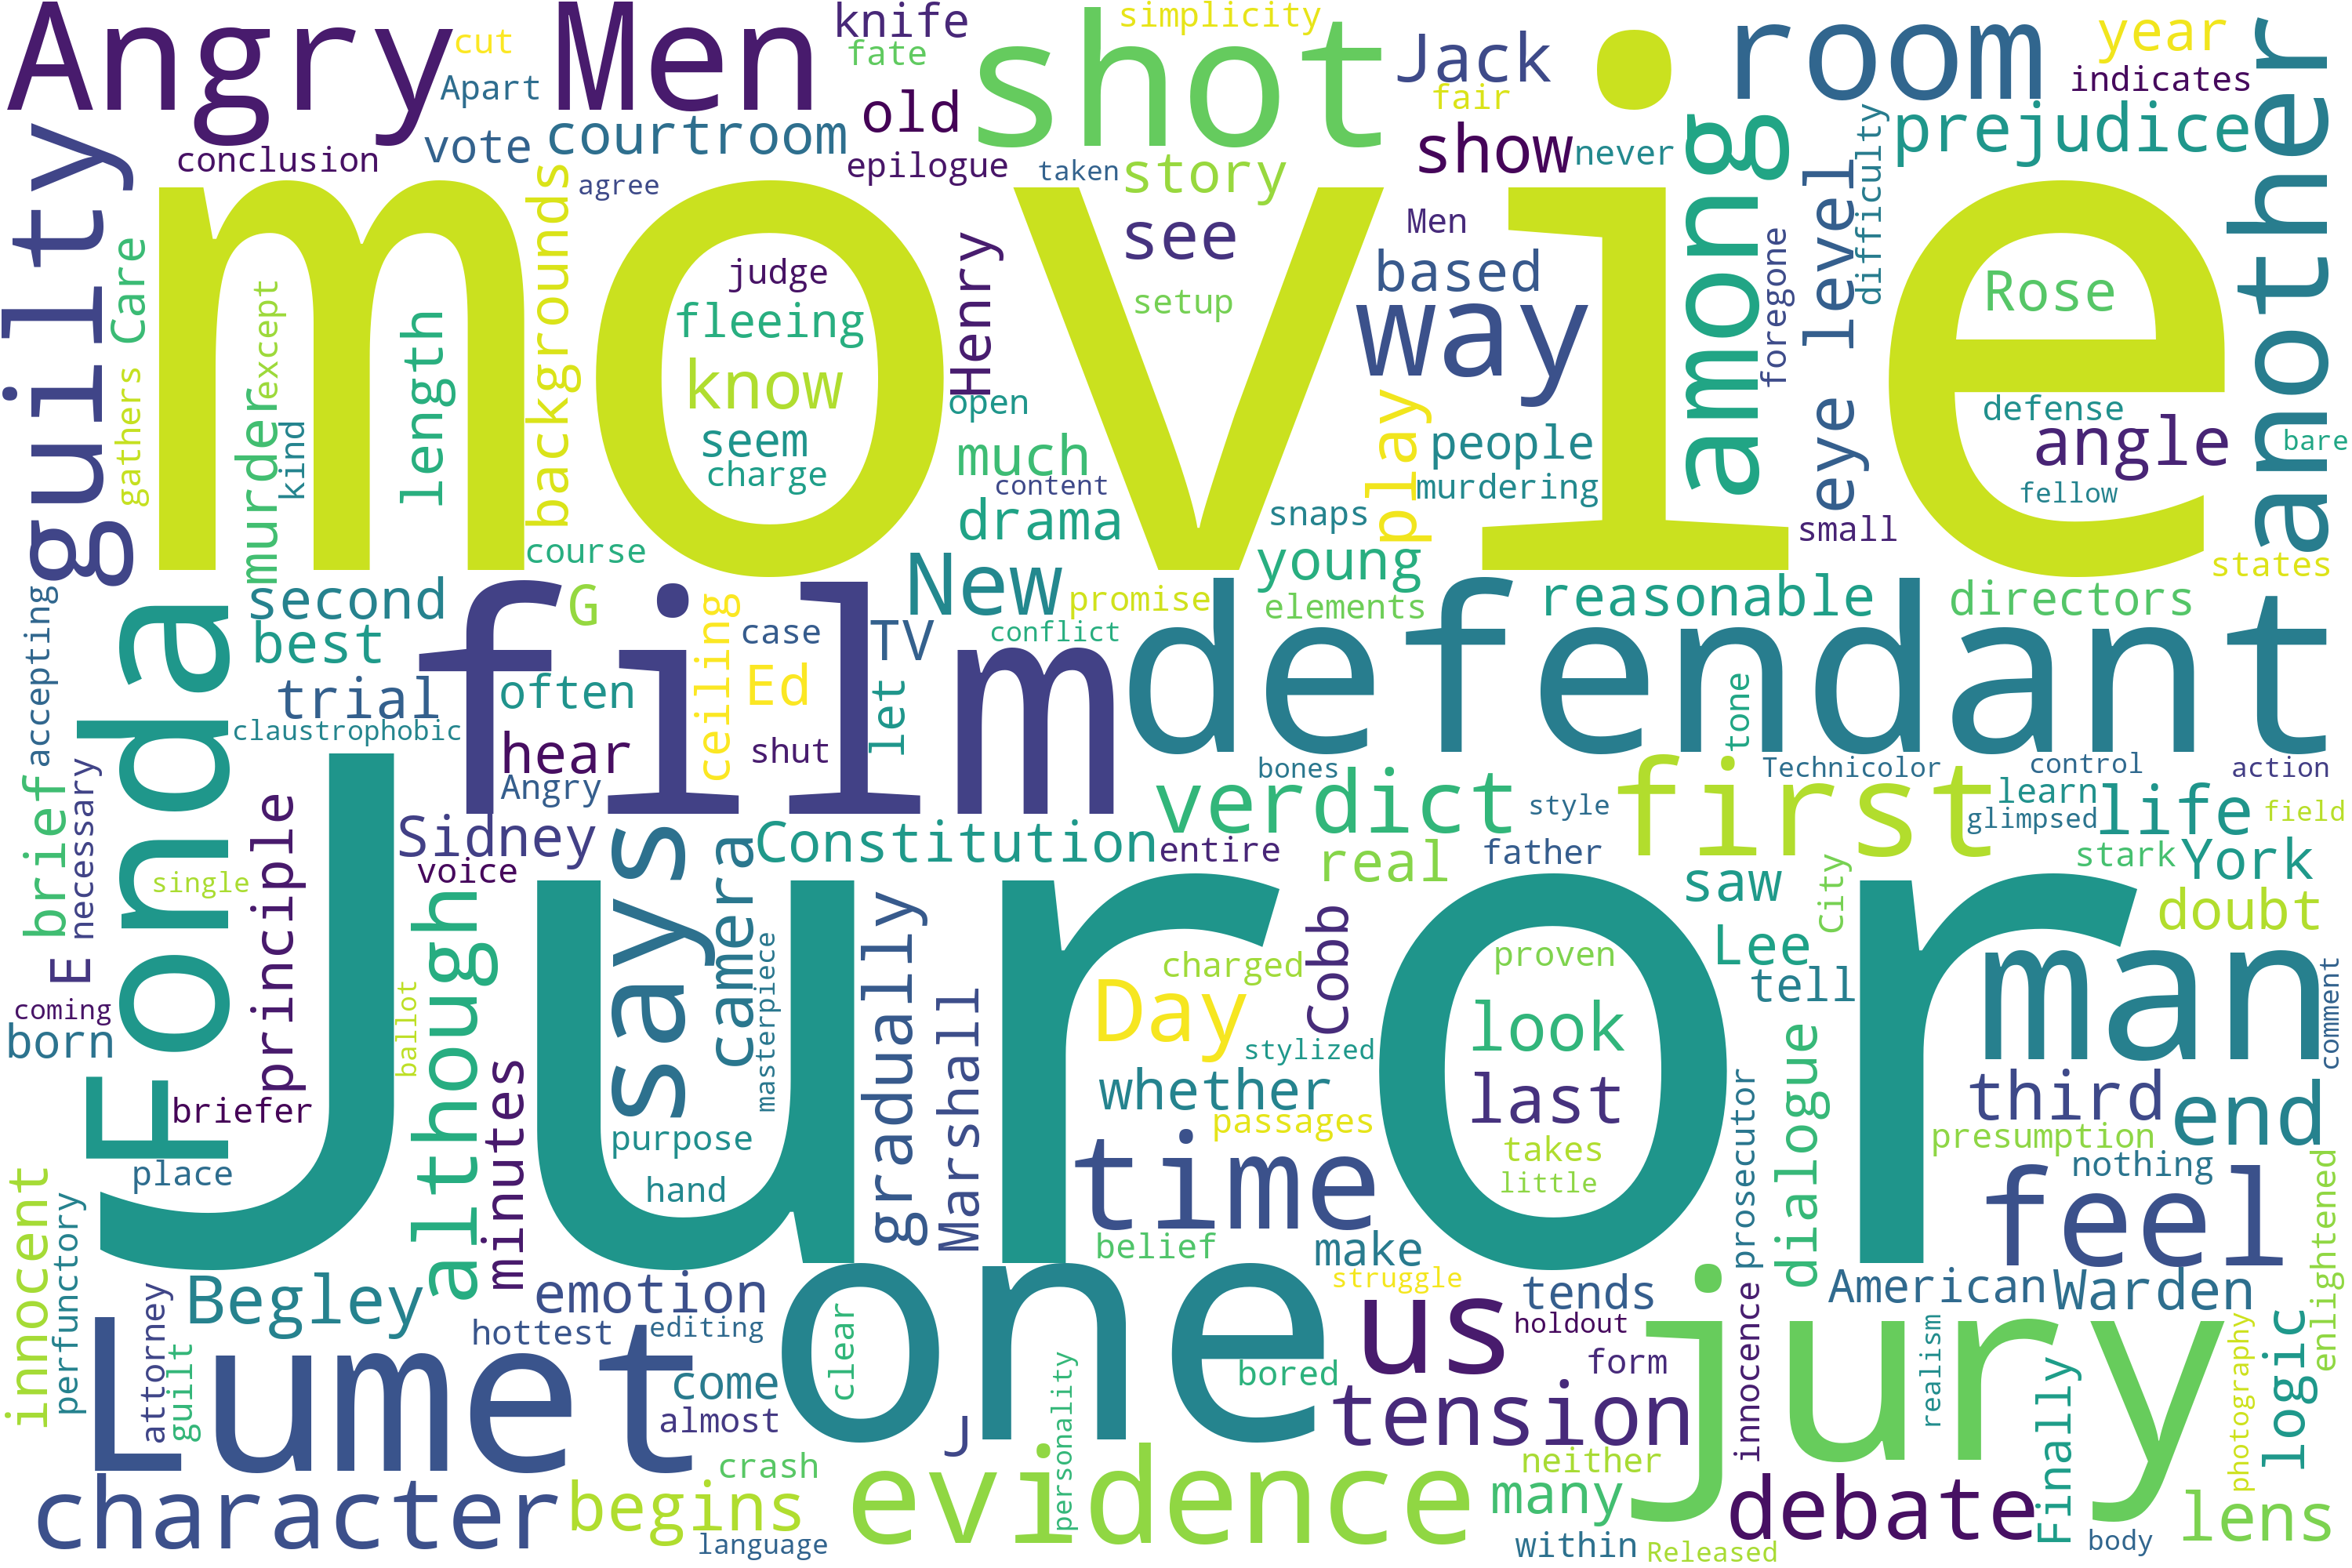 Angry
Men
shot
room
another
knife
simplicity
cut
fate
Jack
year
Apart
indicates
fair
old
vote
courtroom
prejudice
conclusion
epilogue
show
never
guilty
taken
agree
story
among
eye level
difficulty
backgrounds
movie
Men
see
Care
Henry
judge
based
foregone
Rose
except
setup
fleeing
way
length
know
open
defense
gathers
murder
kind
seem
charge
much
content
play
people
murdering
angle
bare
fellow
drama
snaps
small
course
New
young
states
second
G
promise
elements
reasonable
directors
best
ceiling
case
TV
conflict
film
defendant
accepting
trial
often
Ed
let
tone
claustrophobic
hear
shut
bones
Technicolor
control
action
Fonda
Angry
brief
necessary
principle
verdict
style
first
learn
glimpsed
life
field
Sidney
voice
says
camera
Constitution
entire
real
father
saw
City
stark
York
single
although
gradually
Cobb
doubt
E
Juror
charged
proven
Lee
tell
man
comment
coming
born
ballot
masterpiece
Marshall
Day
stylized
look
dialogue
briefer
minutes
whether
last
third
end
purpose
passages
prosecutor
presumption
place
hand
time
takes
little
nothing
feel
innocent
perfunctory
belief
make
enlightened
Begley
emotion
struggle
tends
American
Warden
hottest
editing
one
us
holdout
innocence
jury
attorney
guilt
Lumet
come
clear
bored
form
realism
logic
photography
almost
J
personality
tension
Finally
character
begins
crash
evidence
neither
many
debate
lens
language
within
Released
body